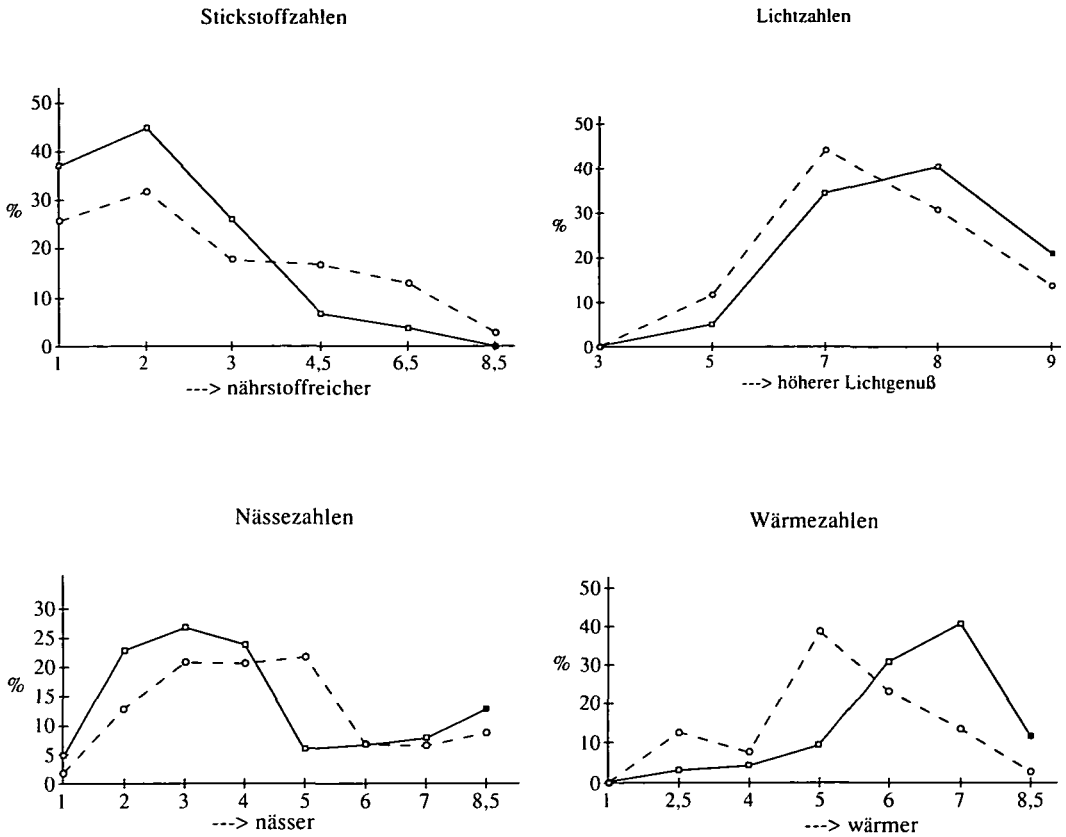 Stickstoffzahlen
50
40
30
%
20
10
0
1 2 3 4,5 6,5 8,5
---> nährstoffreicher
Lichtzahlen
50
40
30
%
20
10
0
3 5 7 8 9
---> höherer Lichtgenuß
Nässezahlen
30
25
20
%
15
10
5
0
1 2 3 4 5 6 7 8,5
---> nässer
Wärmezahlen
50
40
%
30
20
10
0
1 2,5 4 5 6 7 8,5
---> wärmer